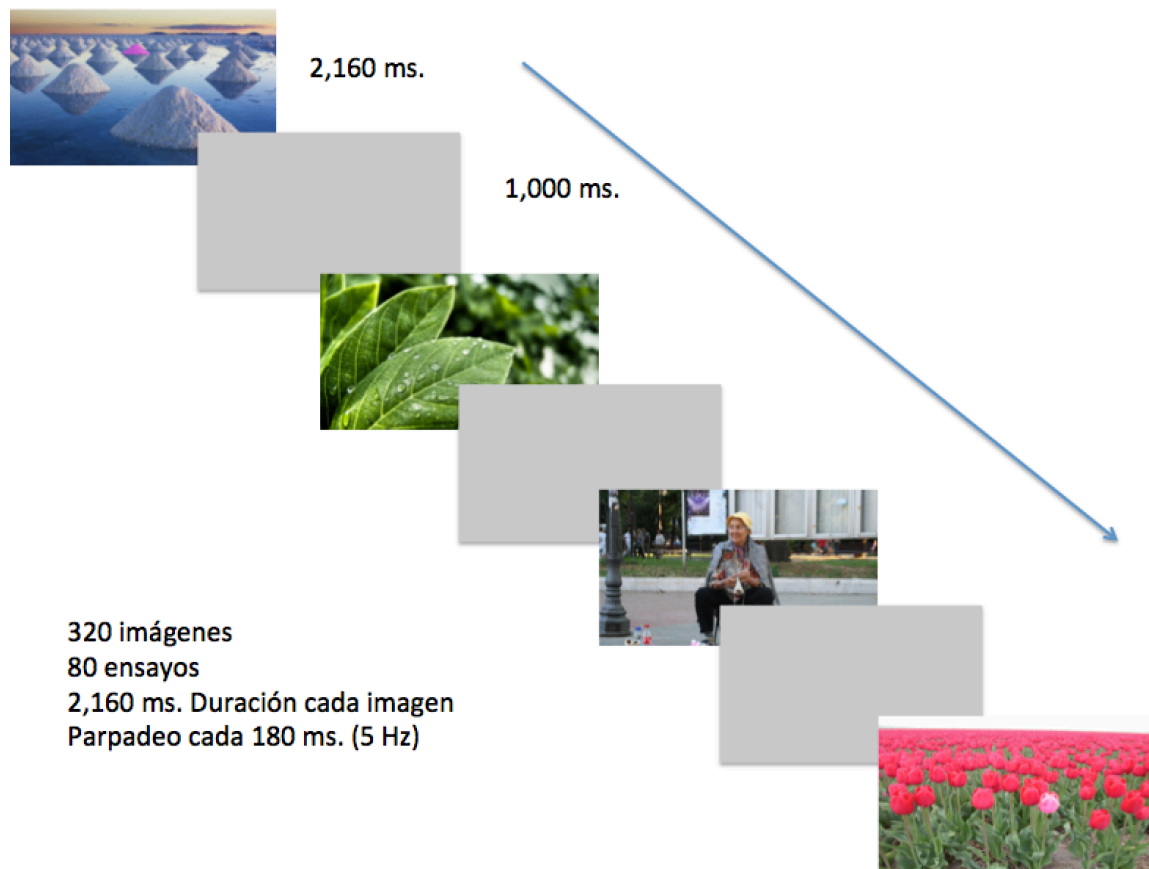 2,160 ms.
1,000 ms.
320 imágenes
80 ensayos
2,160 ms. Duración cada imagen
Parpadeo cada 180 ms. (5 Hz)